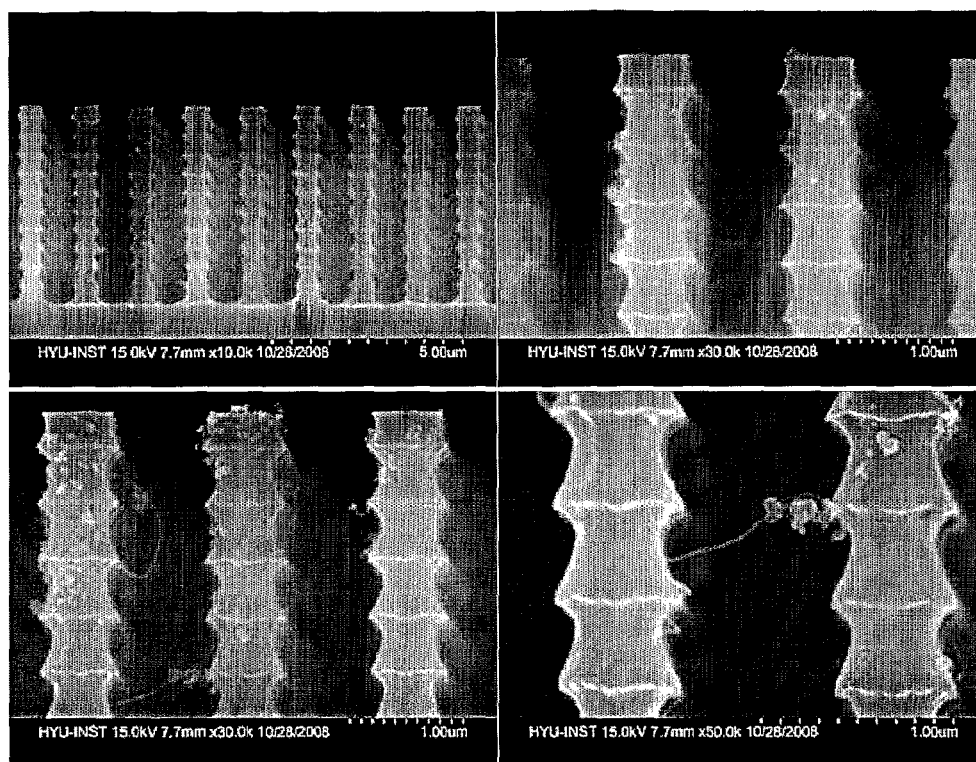 HYU-INST 15.0kV 7.7mm x10.0k 10/28/2008 5.00um
HYU-INST 15.0kV 7.7mm x30.0k 10/28/2008 1.00um
HYU-INST 15.0kV 7.7mm x30.0k 10/28/2008 1.00um
HYU-INST 15.0kV 7.7mm x50.0k 10/28/2008 1.00um